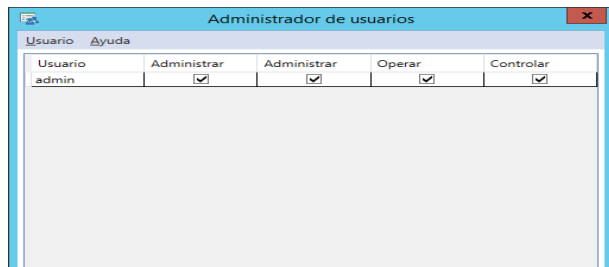 Administrador de usuarios
Usuario Ayuda
Usuario Administrar Administrar Operar Controlar
admin